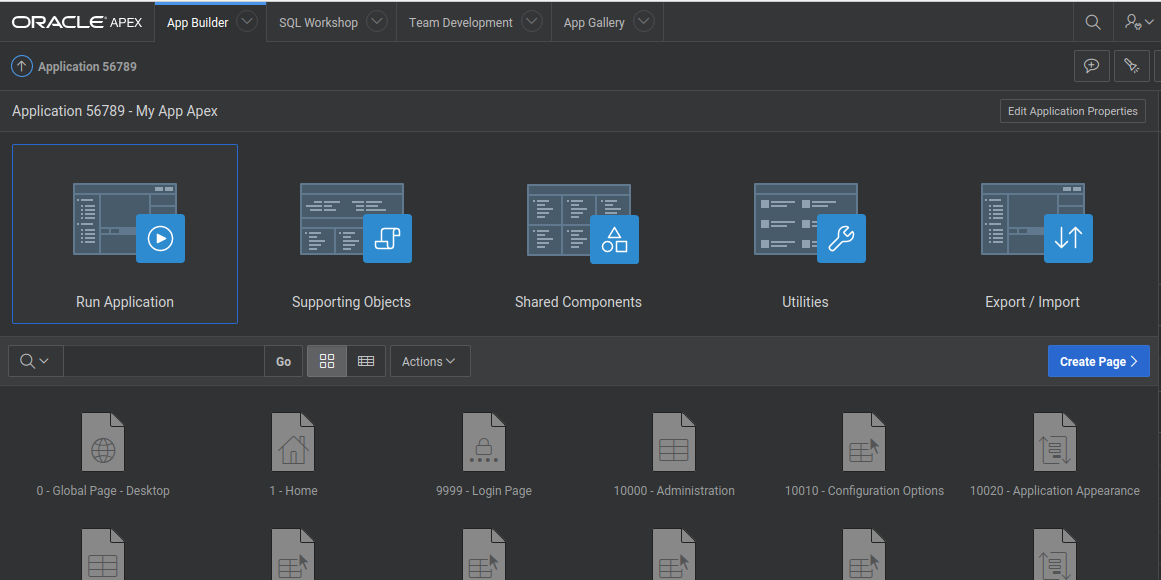 ORACLE APEX App Builder SQL Workshop Team Development App Gallery
Application 56789
Application 56789 - My App Apex Edit Application Properties
Run Application Supporting Objects Shared Components Utilities Export / Import
Go Actions Create Page
0 - Global Page - Desktop 1 - Home 9999 - Login Page 10000 - Administration 10010 - Configuration Options 10020 - Application Appearance